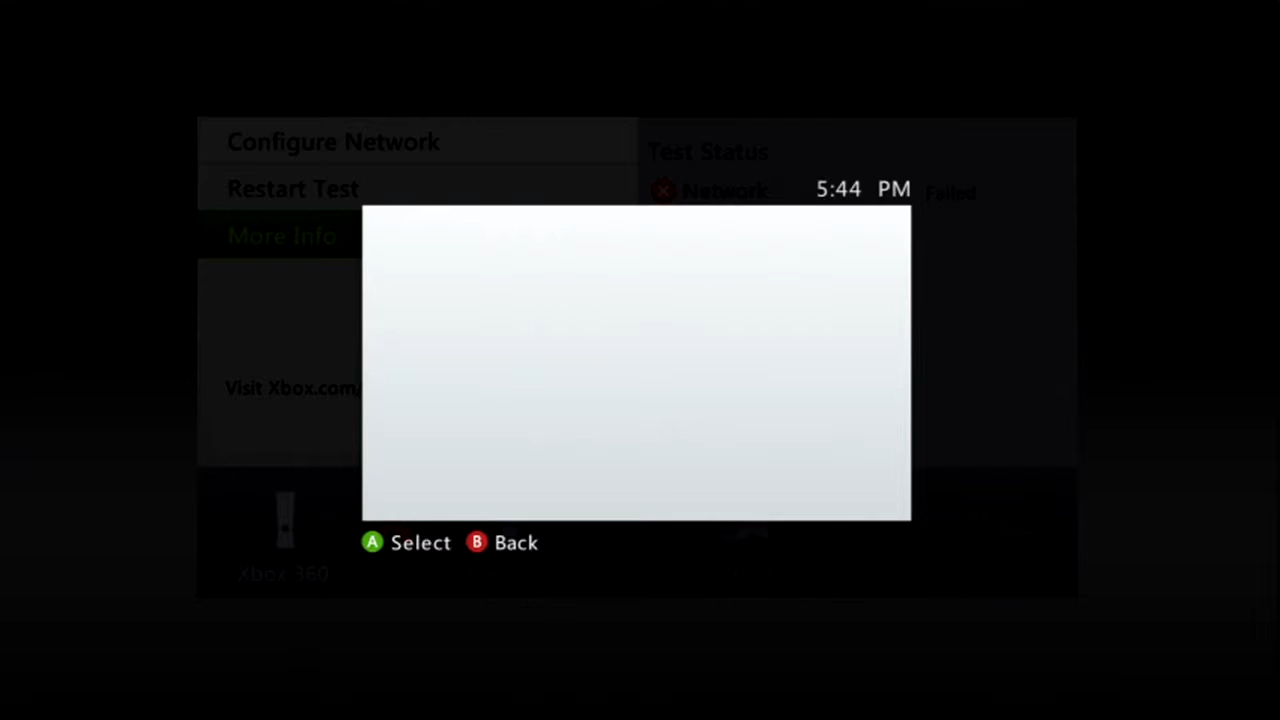 Configure Network
Test Status
Restart Test
Network
5:44 PM
Failed
More Info
Visit Xbox.com/
A Select B Back
Xbox 360